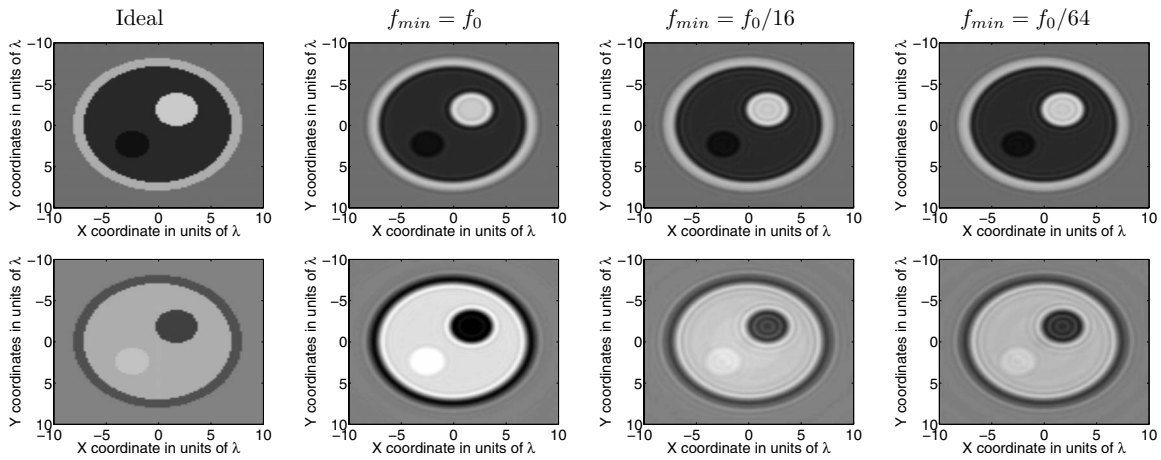 Ideal
f_min = f_0
f_min = f_0/16
f_min = f_0/64
Y coordinates in units of λ
−10
−5
0
5
10
−10 −5 0 5 10
X coordinate in units of λ
Y coordinates in units of λ
−10
−5
0
5
10
−10 −5 0 5 10
X coordinate in units of λ
Y coordinates in units of λ
−10
−5
0
5
10
−10 −5 0 5 10
X coordinate in units of λ
Y coordinates in units of λ
−10
−5
0
5
10
−10 −5 0 5 10
X coordinate in units of λ
Y coordinates in units of λ
−10
−5
0
5
10
−10 −5 0 5 10
X coordinate in units of λ
Y coordinates in units of λ
−10
−5
0
5
10
−10 −5 0 5 10
X coordinate in units of λ
Y coordinates in units of λ
−10
−5
0
5
10
−10 −5 0 5 10
X coordinate in units of λ
Y coordinates in units of λ
−10
−5
0
5
10
−10 −5 0 5 10
X coordinate in units of λ